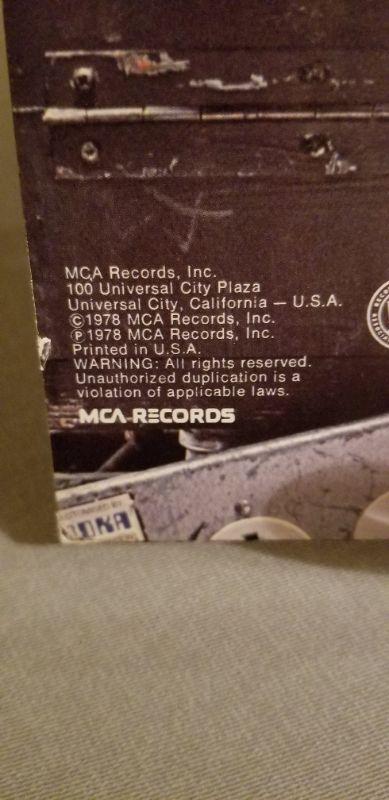 MCA Records, Inc.
100 Universal City Plaza
Universal City, California — U.S.A.
©1978 MCA Records, Inc.
℗1978 MCA Records, Inc.
Printed in U.S.A.
WARNING: All rights reserved.
Unauthorized duplication is a
violation of applicable laws.
MCA RECORDS